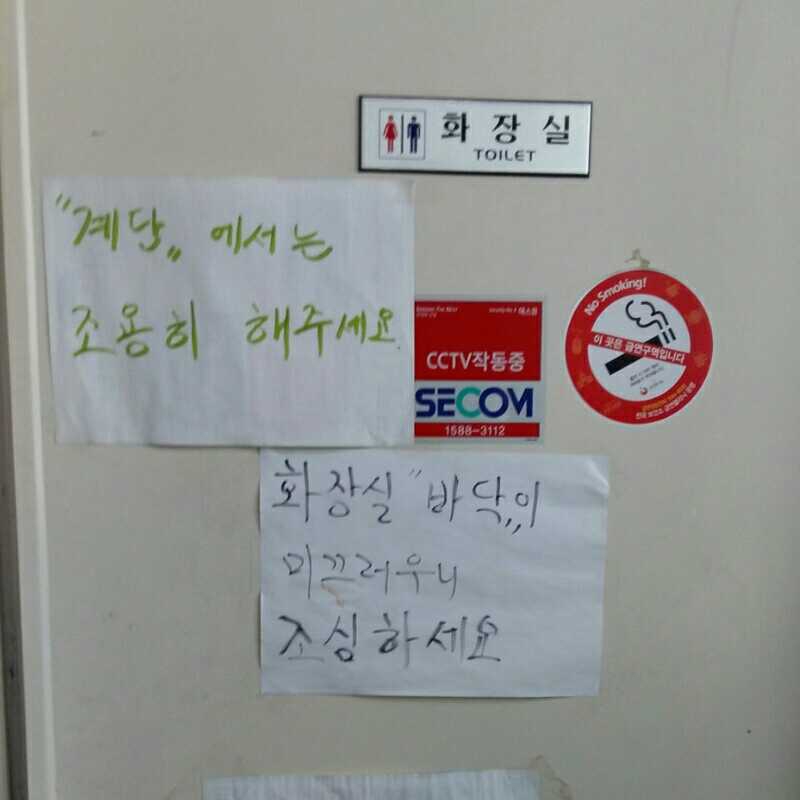 화장실
TOILET
"계단„ 에서는
조용히 해주세요
CCTV작동중
SECOM
1588-3112
No Smoking!
이 곳은 금연구역입니다
화장실 "바닥„이
미끄러우니
조심하세요